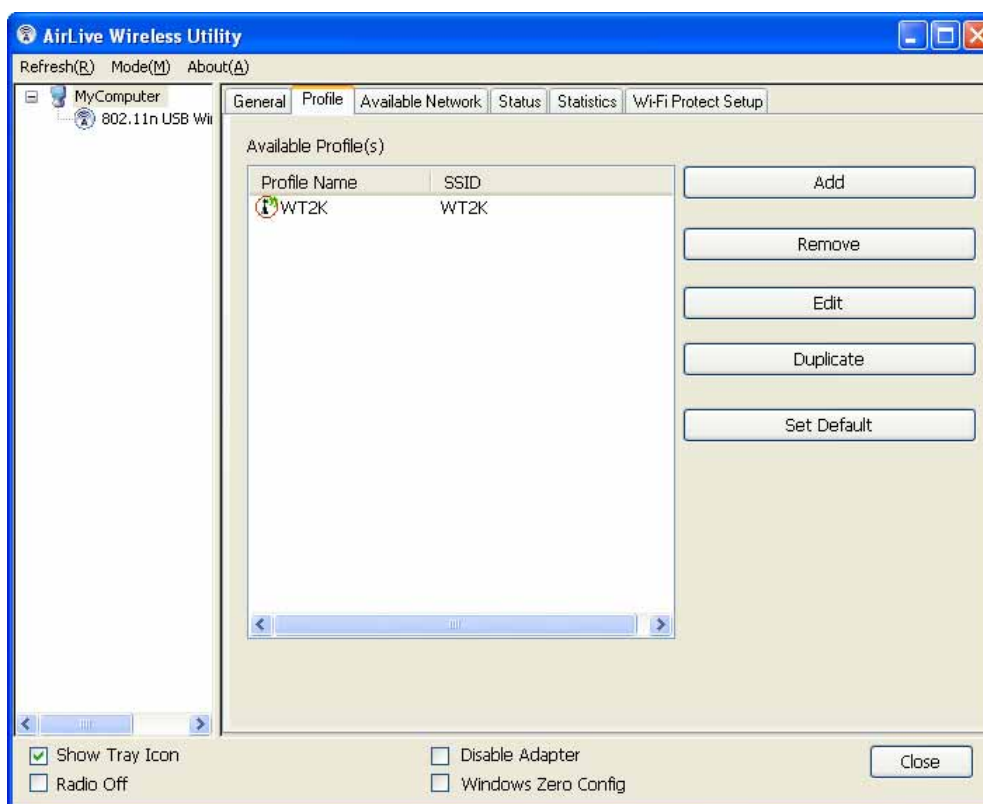 AirLive Wireless Utility
Refresh(R) Mode(M) About(A)
MyComputer
802.11n USB Wir
General Profile Available Network Status Statistics Wi-Fi Protect Setup
Available Profile(s)
Profile Name SSID
WT2K WT2K
Add
Remove
Edit
Duplicate
Set Default
Show Tray Icon
Radio Off
Disable Adapter
Windows Zero Config
Close